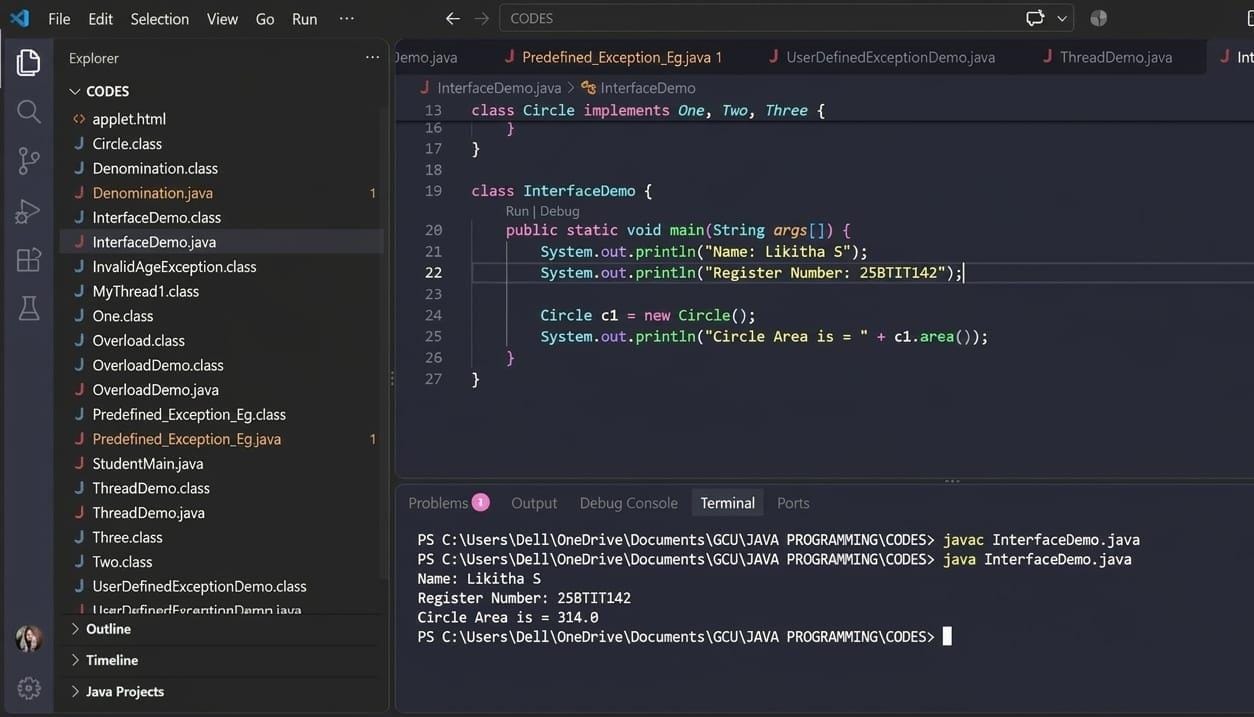 File Edit Selection View Go Run ···
CODES
Explorer ···
CODES
applet.html
Circle.class
Denomination.class
Denomination.java 1
InterfaceDemo.class
InterfaceDemo.java
InvalidAgeException.class
MyThread1.class
One.class
Overload.class
OverloadDemo.class
OverloadDemo.java
Predefined_Exception_Eg.class
Predefined_Exception_Eg.java 1
StudentMain.java
ThreadDemo.class
ThreadDemo.java
Three.class
Two.class
UserDefinedExceptionDemo.class
UserDefinedExceptionDemo.java
Outline
Timeline
Java Projects
Demo.java Predefined_Exception_Eg.java 1 UserDefinedExceptionDemo.java ThreadDemo.java Int
InterfaceDemo.java > InterfaceDemo
13 class Circle implements One, Two, Three {
16 }
17 }
18
19 class InterfaceDemo {
Run | Debug
20 public static void main(String args[]) {
21 System.out.println("Name: Likitha S");
22 System.out.println("Register Number: 25BTIT142");
23
24 Circle c1 = new Circle();
25 System.out.println("Circle Area is = " + c1.area());
26 }
27 }
Problems Output Debug Console Terminal Ports
PS C:\Users\Dell\OneDrive\Documents\GCU\JAVA PROGRAMMING\CODES> javac InterfaceDemo.java
PS C:\Users\Dell\OneDrive\Documents\GCU\JAVA PROGRAMMING\CODES> java InterfaceDemo.java
Name: Likitha S
Register Number: 25BTIT142
Circle Area is = 314.0
PS C:\Users\Dell\OneDrive\Documents\GCU\JAVA PROGRAMMING\CODES>